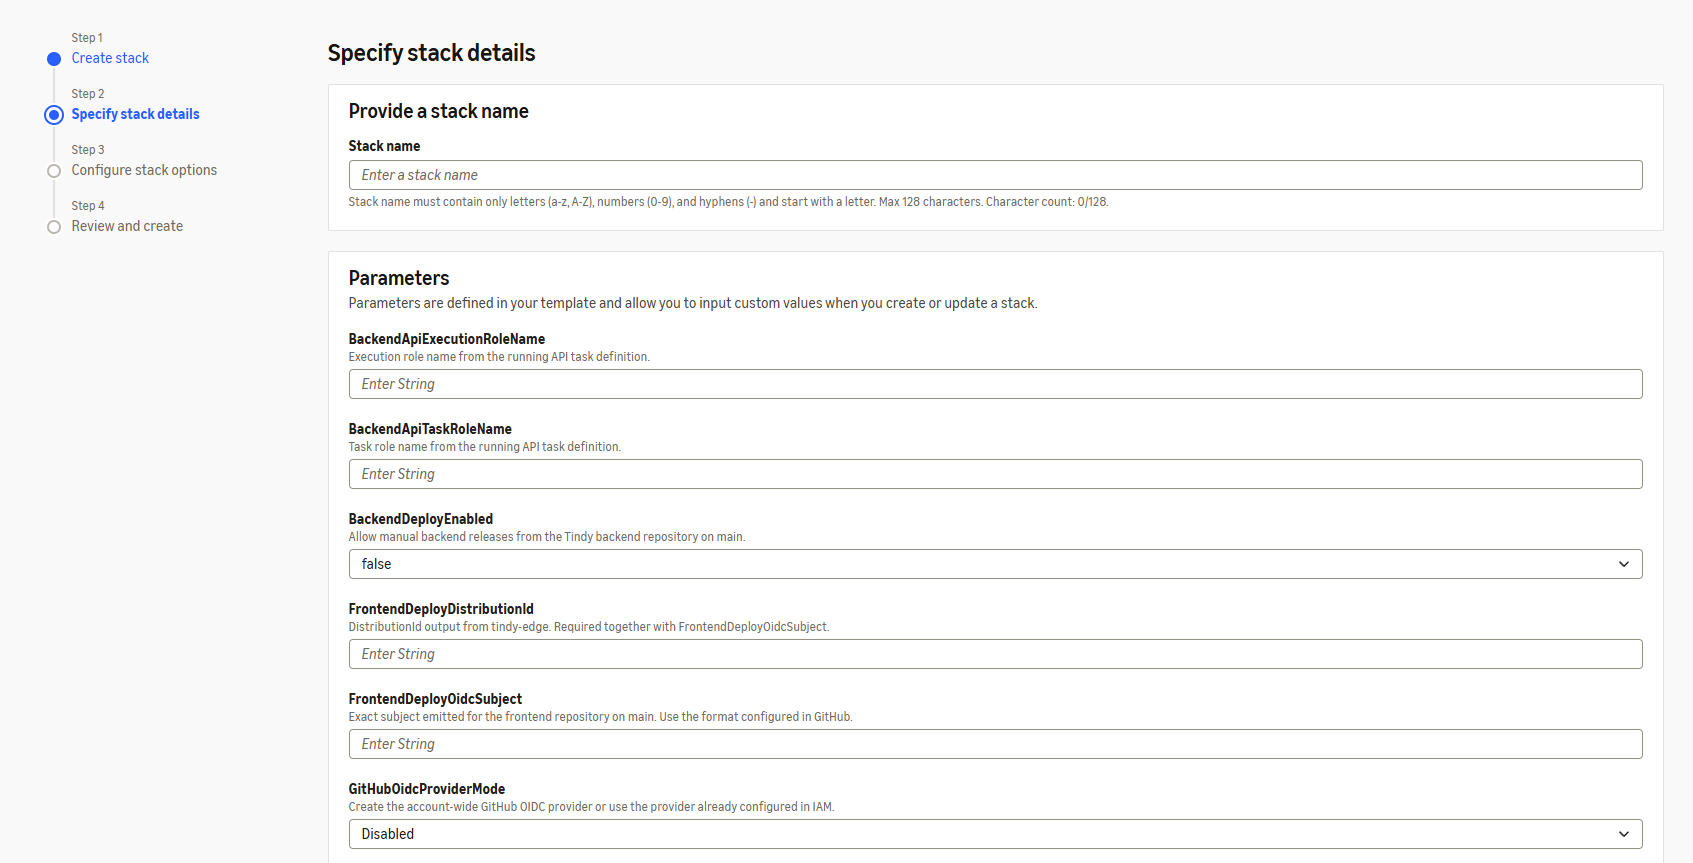 Step 1
Create stack
Step 2
Specify stack details
Step 3
Configure stack options
Step 4
Review and create
Specify stack details
Provide a stack name
Stack name
Enter a stack name
Stack name must contain only letters (a-z, A-Z), numbers (0-9), and hyphens (-) and start with a letter. Max 128 characters. Character count: 0/128.
Parameters
Parameters are defined in your template and allow you to input custom values when you create or update a stack.
BackendApiExecutionRoleName
Execution role name from the running API task definition.
Enter String
BackendApiTaskRoleName
Task role name from the running API task definition.
Enter String
BackendDeployEnabled
Allow manual backend releases from the Tindy backend repository on main.
false
FrontendDeployDistributionId
DistributionId output from tindy-edge. Required together with FrontendDeployOidcSubject.
Enter String
FrontendDeployOidcSubject
Exact subject emitted for the frontend repository on main. Use the format configured in GitHub.
Enter String
GitHubOidcProviderMode
Create the account-wide GitHub OIDC provider or use the provider already configured in IAM.
Disabled